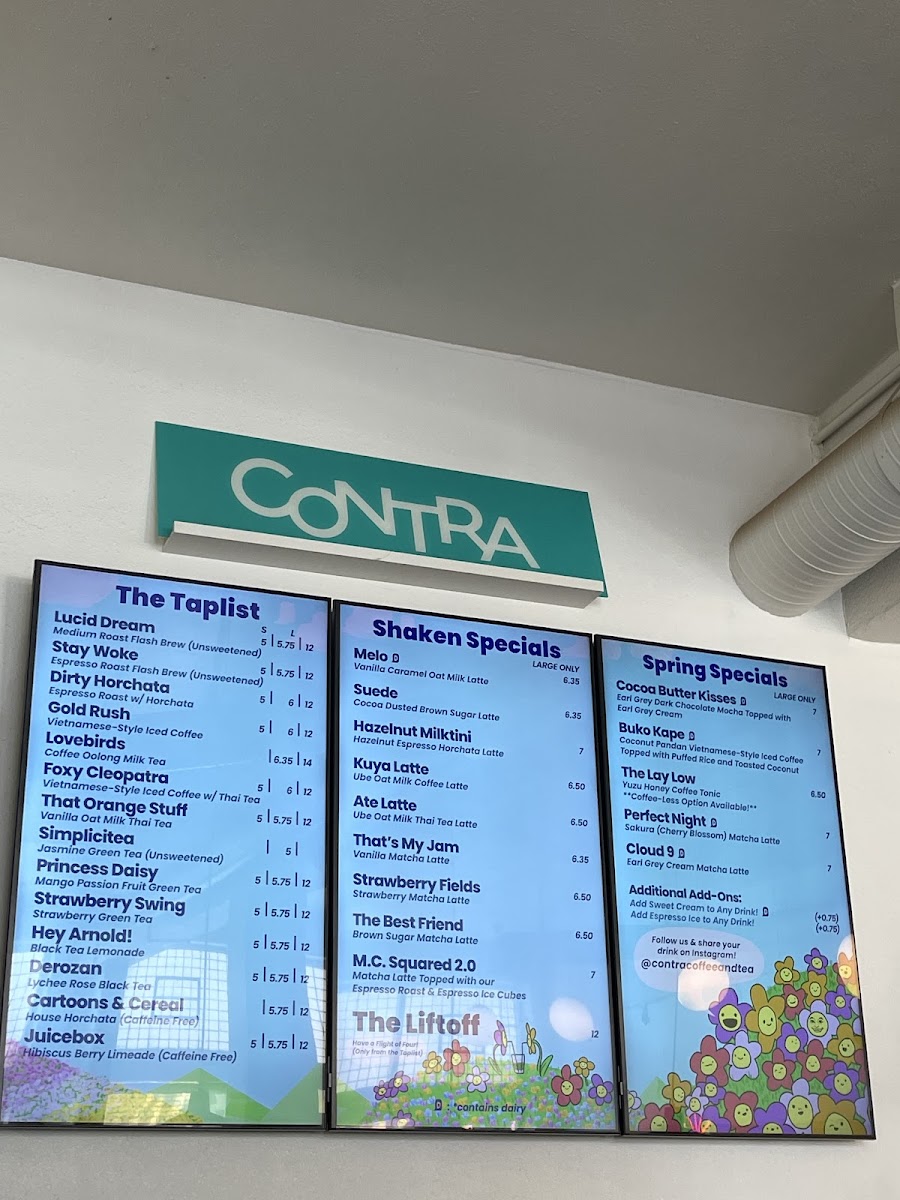 CONTRA
The Taplist
S L
Lucid Dream 5 | 5.75 | 12
Medium Roast Flash Brew (Unsweetened)
Stay Woke 5 | 5.75 | 12
Espresso Roast Flash Brew (Unsweetened)
Dirty Horchata 5 | 6 | 12
Espresso Roast w/ Horchata
Gold Rush 5 | 6 | 12
Vietnamese-Style Iced Coffee
Lovebirds | 6.35 | 14
Coffee Oolong Milk Tea
Foxy Cleopatra 5 | 6 | 12
Vietnamese-Style Iced Coffee w/ Thai Tea
That Orange Stuff 5 | 5.75 | 12
Vanilla Oat Milk Thai Tea
Simplicitea | 5 |
Jasmine Green Tea (Unsweetened)
Princess Daisy 5 | 5.75 | 12
Mango Passion Fruit Green Tea
Strawberry Swing 5 | 5.75 | 12
Strawberry Green Tea
Hey Arnold! 5 | 5.75 | 12
Black Tea Lemonade
Derozan 5 | 5.75 | 12
Lychee Rose Black Tea
Cartoons & Cereal | 5.75 | 12
House Horchata (Caffeine Free)
Juicebox 5 | 5.75 | 12
Hibiscus Berry Limeade (Caffeine Free)
Shaken Specials
LARGE ONLY
Melo 6.35
Vanilla Caramel Oat Milk Latte
Suede 6.35
Cocoa Dusted Brown Sugar Latte
Hazelnut Milktini 7
Hazelnut Espresso Horchata Latte
Kuya Latte 6.50
Ube Oat Milk Coffee Latte
Ate Latte 6.50
Ube Oat Milk Thai Tea Latte
That's My Jam 6.35
Vanilla Matcha Latte
Strawberry Fields 6.50
Strawberry Matcha Latte
The Best Friend 6.50
Brown Sugar Matcha Latte
M.C. Squared 2.0 7
Matcha Latte Topped with our
Espresso Roast & Espresso Ice Cubes
The Liftoff 12
Have a Flight of Four!
(Only from the Taplist)
: *contains dairy
Spring Specials
LARGE ONLY
Cocoa Butter Kisses 7
Earl Grey Dark Chocolate Mocha Topped with
Earl Grey Cream
Buko Kape 7
Coconut Pandan Vietnamese-Style Iced Coffee
Topped with Puffed Rice and Toasted Coconut
The Lay Low 6.50
Yuzu Honey Coffee Tonic
**Coffee-Less Option Available!**
Perfect Night 7
Sakura (Cherry Blossom) Matcha Latte
Cloud 9 7
Earl Grey Cream Matcha Latte
Additional Add-Ons:
Add Sweet Cream to Any Drink! (+0.75)
Add Espresso Ice to Any Drink! (+0.75)
Follow us & share your
drink on Instagram!
@contracoffeeandtea